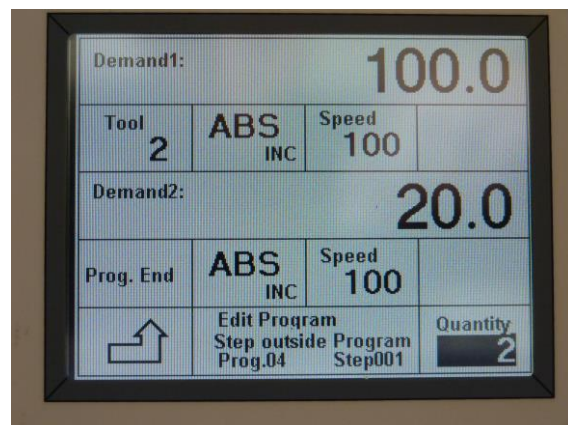 Demand1: 100.0
Tool 2 ABS INC Speed 100
Demand2: 20.0
Prog. End ABS INC Speed 100
Edit Program
Step outside Program
Prog.04 Step001
Quantity 2